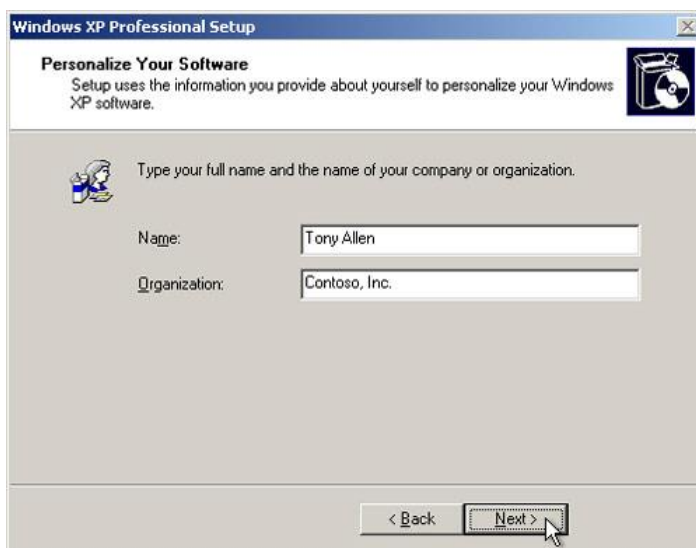 Windows XP Professional Setup
Personalize Your Software
Setup uses the information you provide about yourself to personalize your Windows
XP software.
Type your full name and the name of your company or organization.
Name: Tony Allen
Organization: Contoso, Inc.
< Back Next >